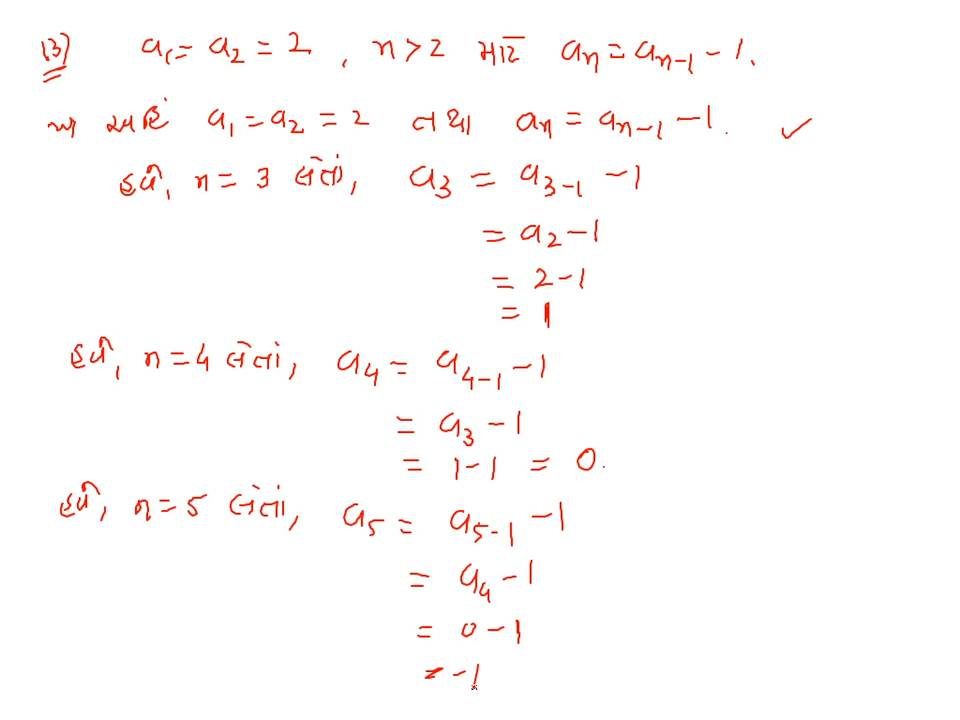 (13) a₁ = a₂ = 2, n > 2 માટે aₙ = aₙ₋₁ - 1.
અહિં a₁ = a₂ = 2 તથા aₙ = aₙ₋₁ - 1. ✓
હવે, n = 3 લેતાં, a₃ = a₃₋₁ - 1
= a₂ - 1
= 2 - 1
= 1
હવે, n = 4 લેતાં, a₄ = a₄₋₁ - 1
= a₃ - 1
= 1 - 1 = 0.
હવે, n = 5 લેતાં, a₅ = a₅₋₁ - 1
= a₄ - 1
= 0 - 1
= -1